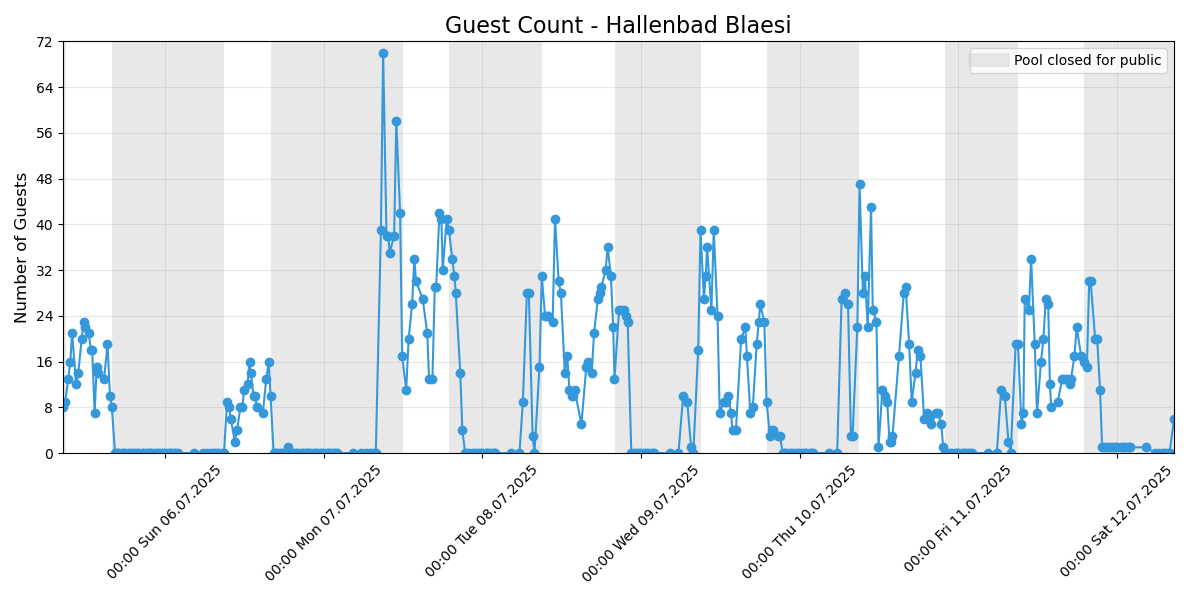 Guest Count - Hallenbad Blaesi
Pool closed for public
Number of Guests
72
64
56
48
40
32
24
16
8
0
00:00 Sun 06.07.2025
00:00 Mon 07.07.2025
00:00 Tue 08.07.2025
00:00 Wed 09.07.2025
00:00 Thu 10.07.2025
00:00 Fri 11.07.2025
00:00 Sat 12.07.2025